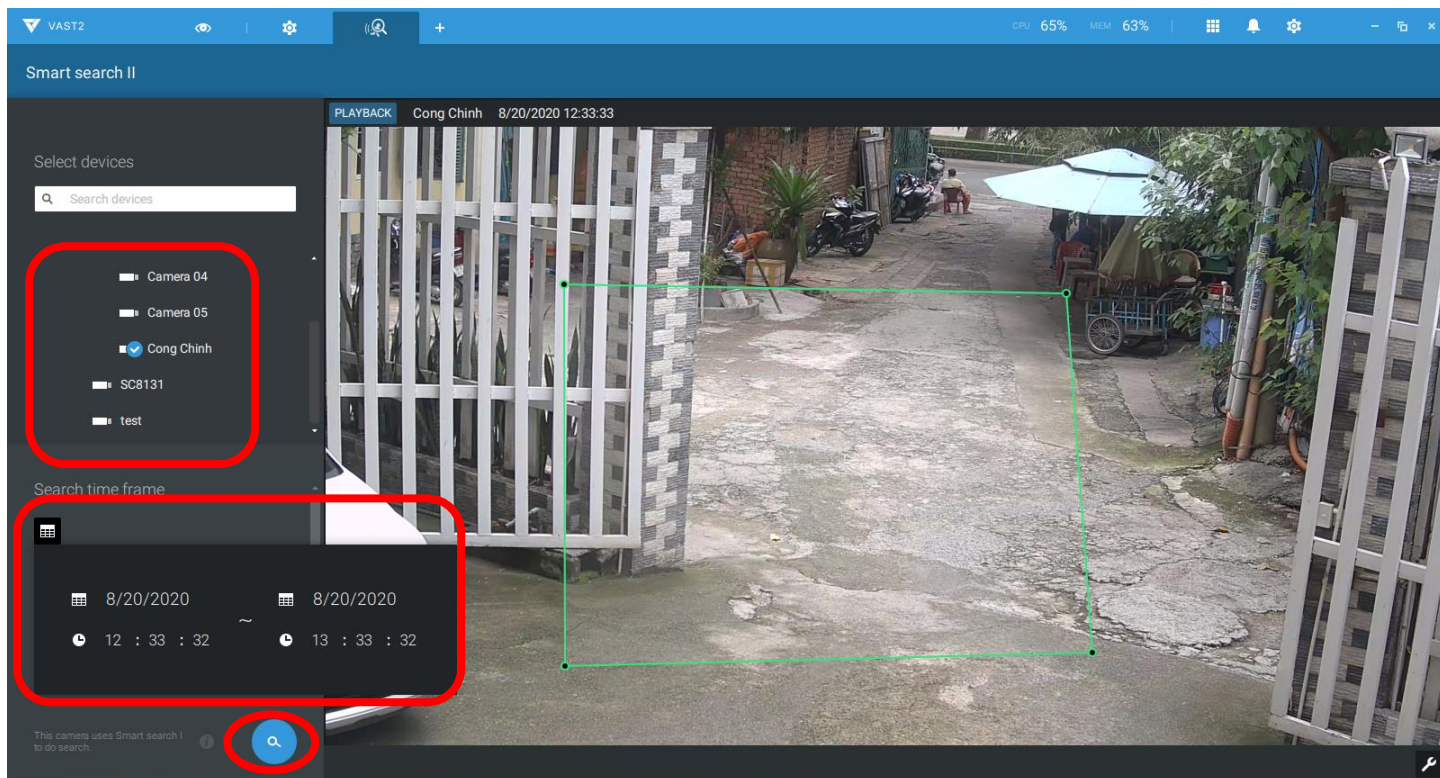 VAST2
CPU 65% MEM 63%
Smart search II
PLAYBACK Cong Chinh 8/20/2020 12:33:33
Select devices
Search devices
Camera 04
Camera 05
Cong Chinh
SC8131
test
Search time frame
8/20/2020 ~ 8/20/2020
12 : 33 : 32 13 : 33 : 32
This camera uses Smart search I
to do search.